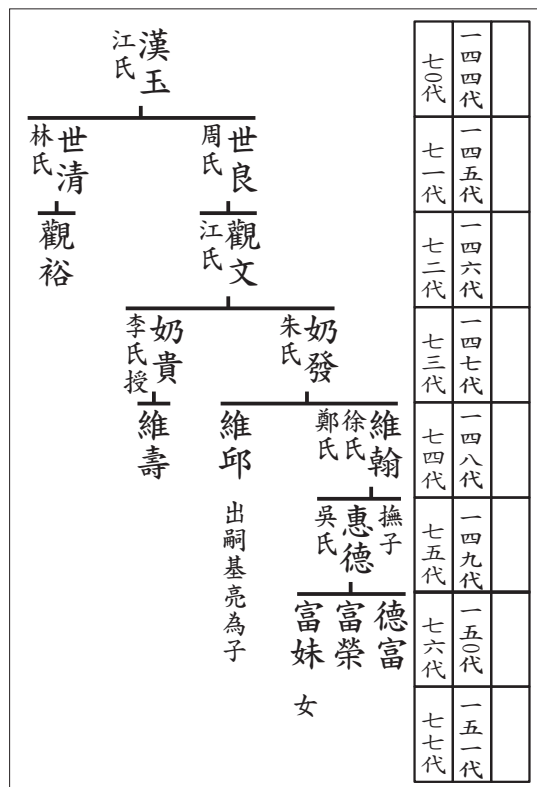 一四四代
一四五代
一四六代
一四七代
一四八代
一四九代
一五〇代
一五一代
七〇代
七一代
七二代
七三代
七四代
七五代
七六代
七七代
漢玉
江氏
世良
周氏
世清
林氏
觀文
江氏
觀裕
奶發
朱氏
奶貴
李氏授
維翰
徐氏
鄭氏
維邱
出嗣基亮為子
維壽
撫子
惠德
吳氏
德富
富榮
富妹
女